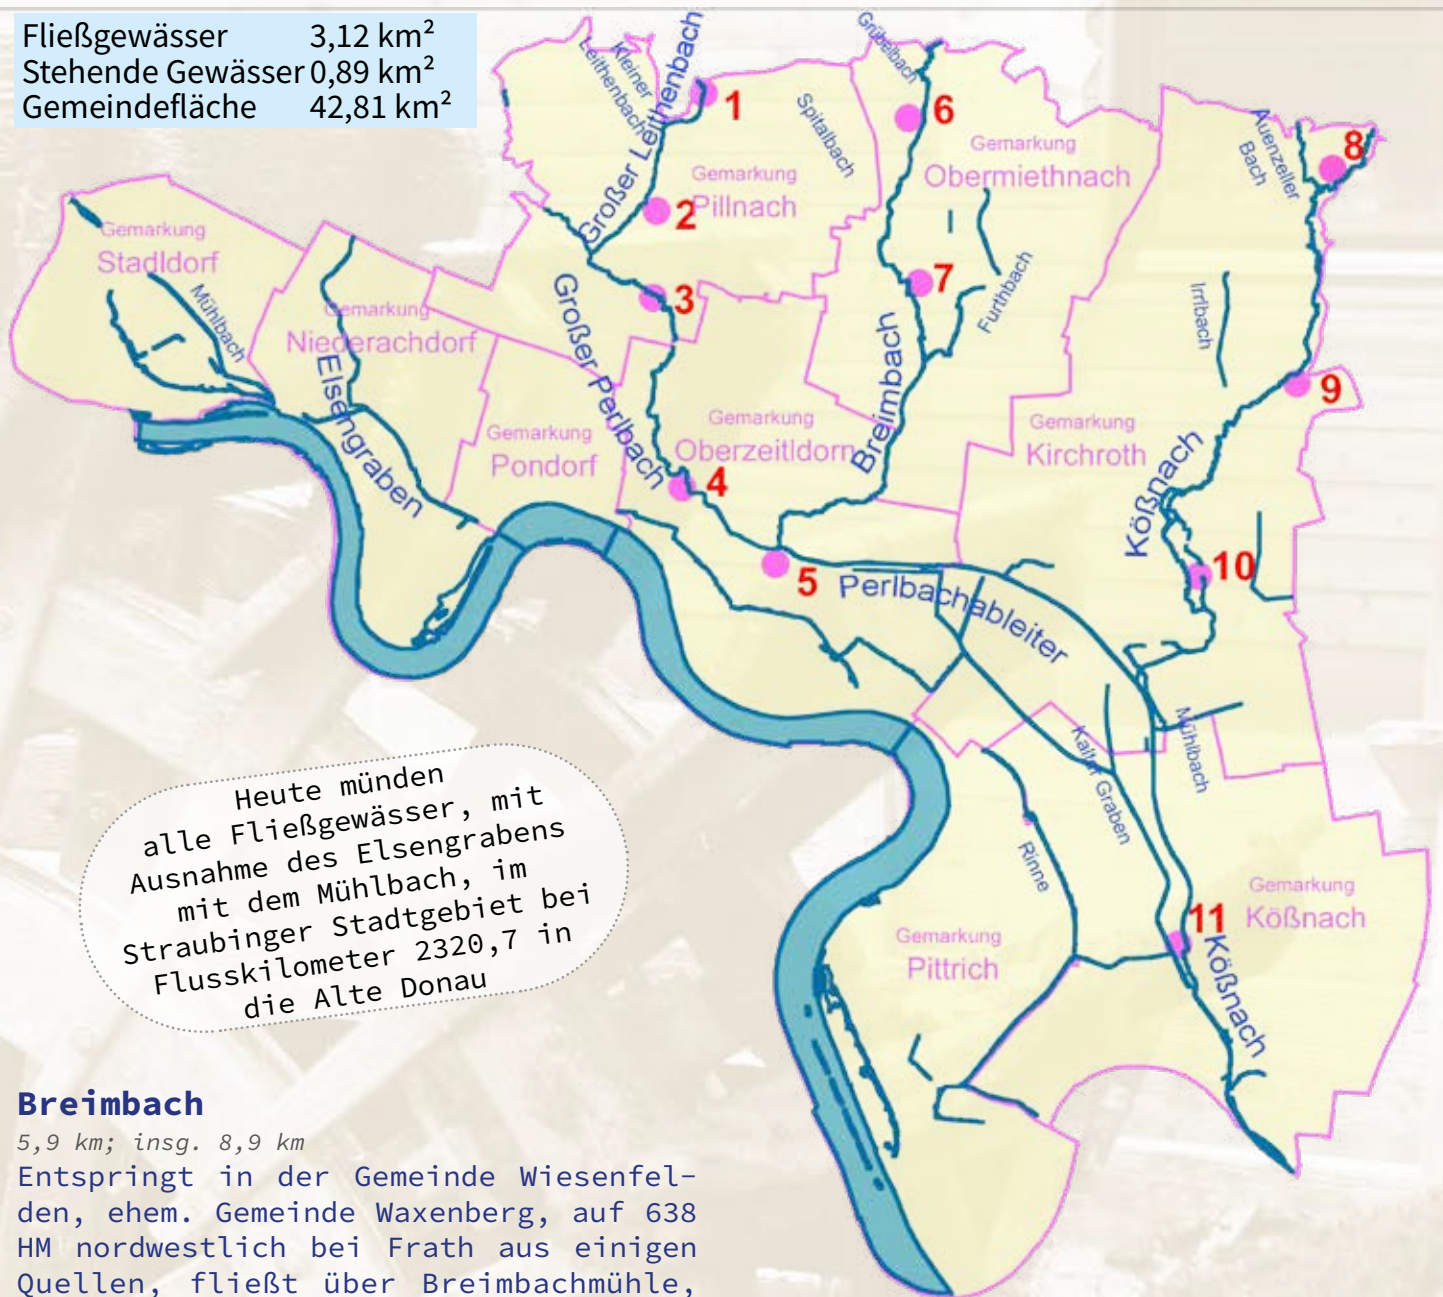 Fließgewässer 3,12 km²
Stehende Gewässer 0,89 km²
Gemeindefläche 42,81 km²
Kleiner
Leithenbach
Großer Leithenbach
1
Spitalbach
Grübelbach
6
Gemarkung
Obermiethnach
Auenzeller
Bach
8
Gemarkung
Pillnach
2
Gemarkung
Stadldorf
Mühlbach
3
7
Furthbach
Irrlbach
Gemarkung
Niederachdorf
Elsengraben
Großer Perlbach
Breimbach
9
Gemarkung
Pondorf
Gemarkung
Oberzeitldorn
Gemarkung
Kirchroth
Kößnach
4
10
5
Perlbachableiter
Mühlbach
Kalter Graben
Rinne
Gemarkung
Kößnach
11
Gemarkung
Pittrich
Kößnach
Heute münden
alle Fließgewässer, mit
Ausnahme des Elsengrabens
mit dem Mühlbach, im
Straubinger Stadtgebiet bei
Flusskilometer 2320,7 in
die Alte Donau
Breimbach
5,9 km; insg. 8,9 km
Entspringt in der Gemeinde Wiesenfel-
den, ehem. Gemeinde Waxenberg, auf 638
HM nordwestlich bei Frath aus einigen
Quellen, fließt über Breimbachmühle,